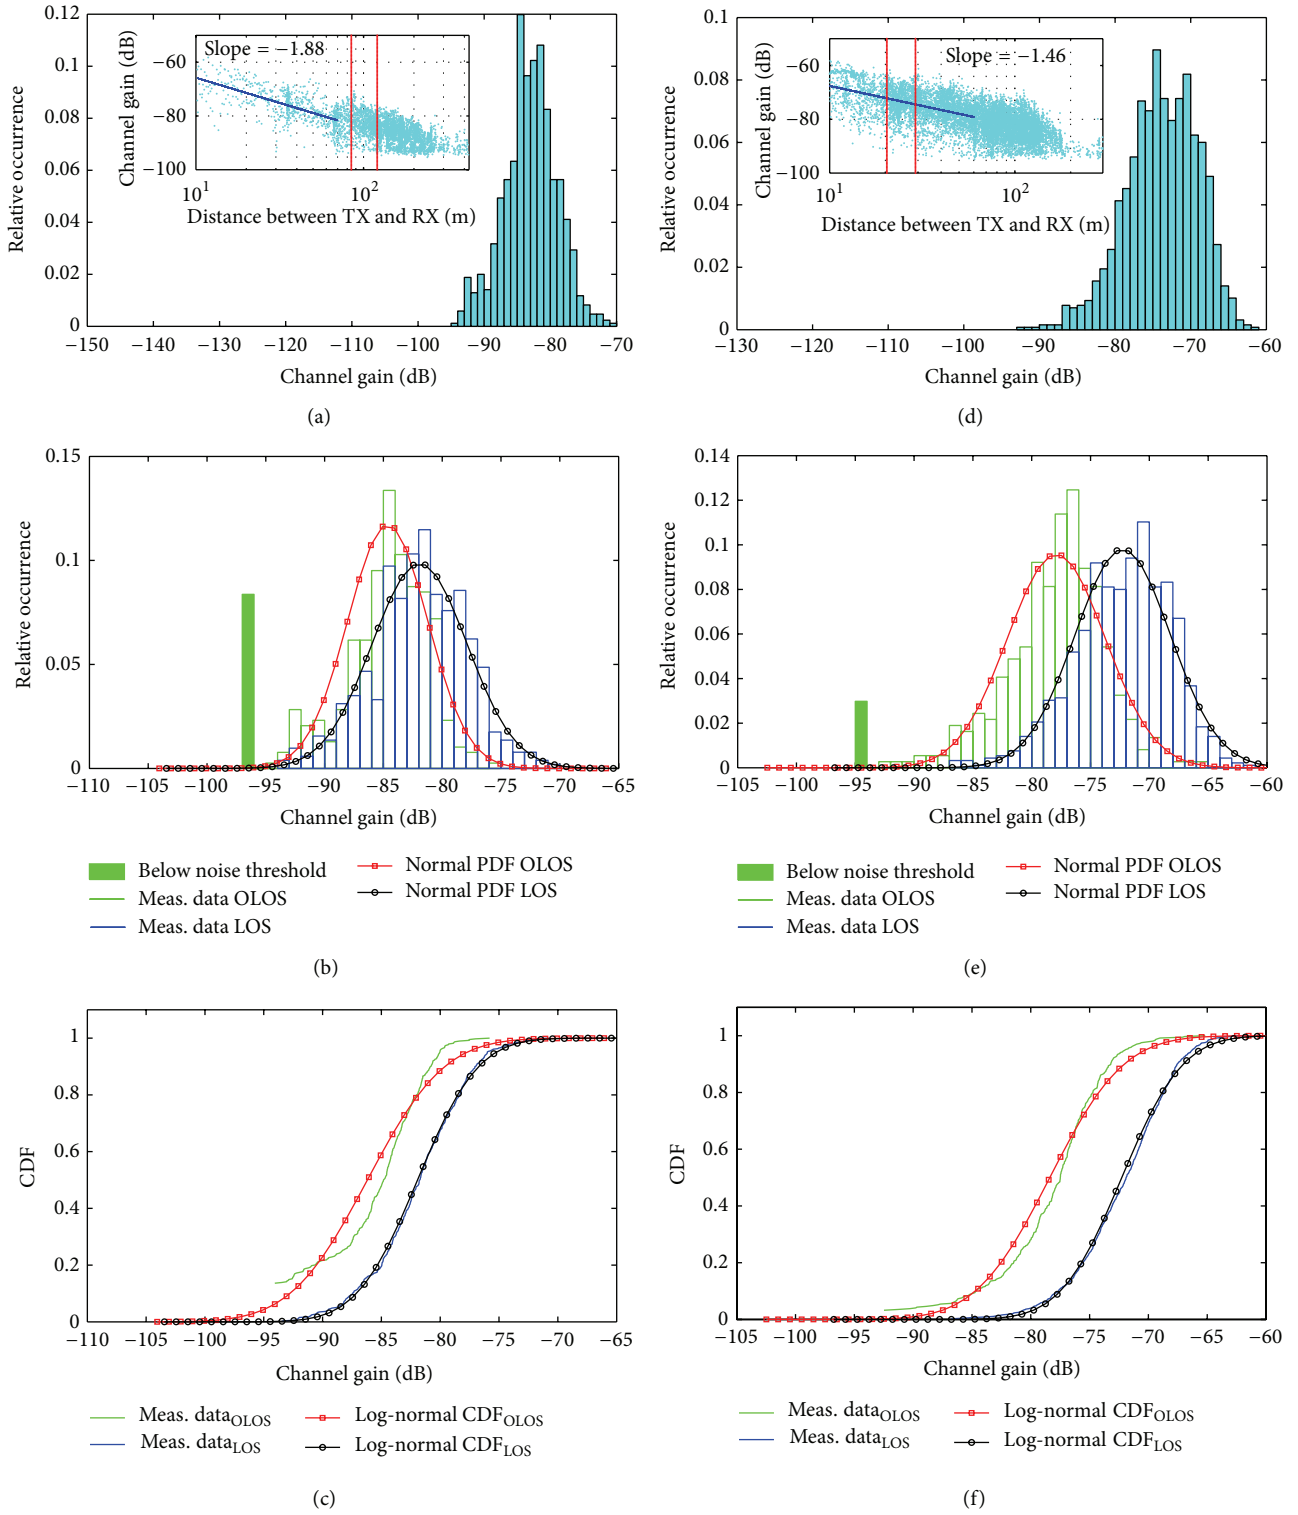 0.12
0.1
0.08
0.06
0.04
0.02
0
Relative occurrence
−150 −140 −130 −120 −110 −100 −90 −80 −70
Channel gain (dB)
Slope = −1.88
−60
−80
−100
Channel gain (dB)
10^1 10^2
Distance between TX and RX (m)
(a)
0.1
0.08
0.06
0.04
0.02
0
Relative occurrence
−130 −120 −110 −100 −90 −80 −70 −60
Channel gain (dB)
Slope = −1.46
−60
−80
−100
Channel gain (dB)
10^1 10^2
Distance between TX and RX (m)
(d)
0.15
0.1
0.05
0
Relative occurrence
−110 −105 −100 −95 −90 −85 −80 −75 −70 −65
Channel gain (dB)
Below noise threshold
Meas. data OLOS
Meas. data LOS
Normal PDF OLOS
Normal PDF LOS
(b)
0.14
0.12
0.1
0.08
0.06
0.04
0.02
0
Relative occurrence
−105 −100 −95 −90 −85 −80 −75 −70 −65 −60
Channel gain (dB)
Below noise threshold
Meas. data OLOS
Meas. data LOS
Normal PDF OLOS
Normal PDF LOS
(e)
1
0.8
0.6
0.4
0.2
0
CDF
−110 −105 −100 −95 −90 −85 −80 −75 −70 −65
Channel gain (dB)
Meas. data_OLOS
Meas. data_LOS
Log-normal CDF_OLOS
Log-normal CDF_LOS
(c)
1
0.8
0.6
0.4
0.2
0
CDF
−105 −100 −95 −90 −85 −80 −75 −70 −65 −60
Channel gain (dB)
Meas. data_OLOS
Meas. data_LOS
Log-normal CDF_OLOS
Log-normal CDF_LOS
(f)